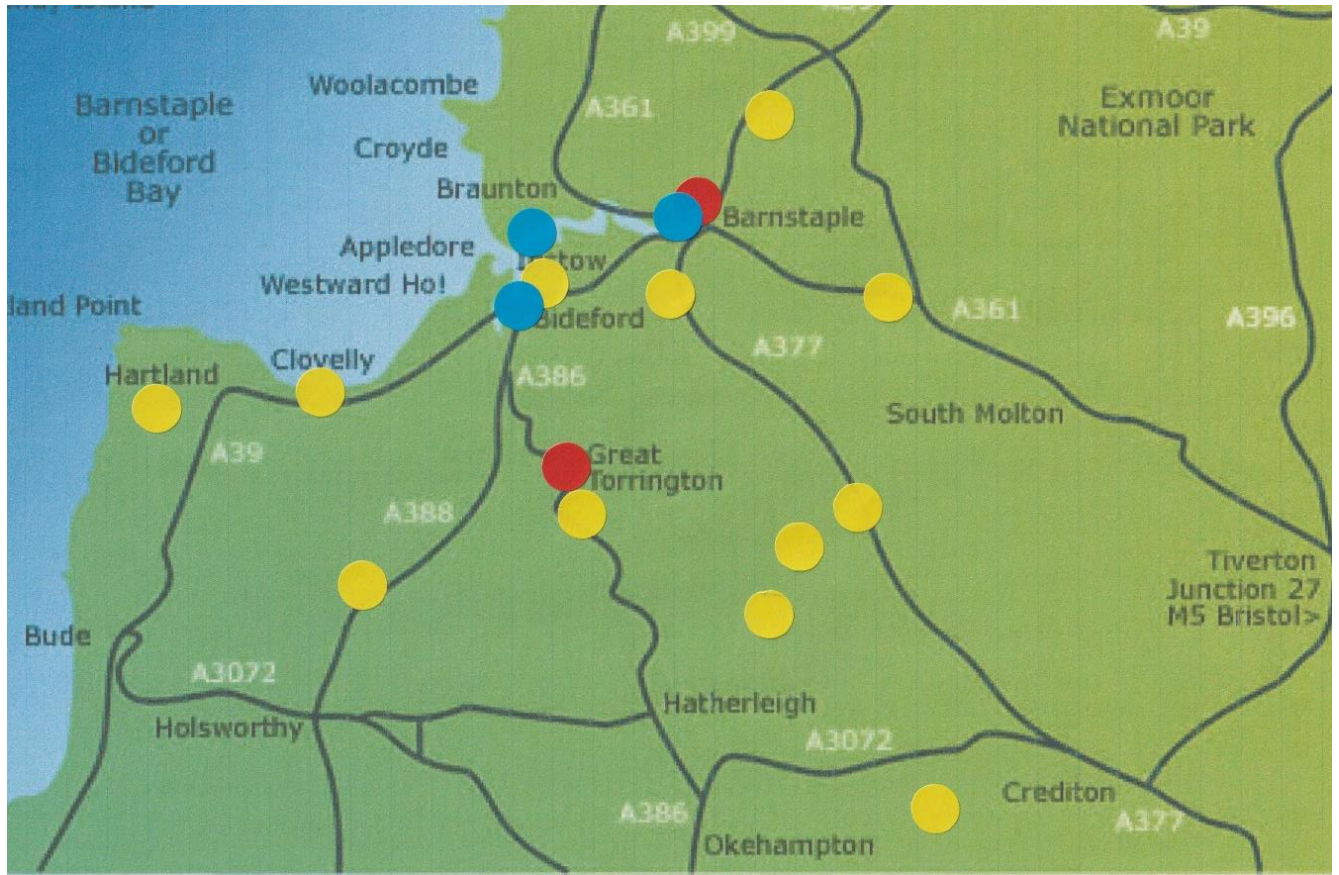 A399
A39
Woolacombe
Barnstaple
or
Bideford
Bay
A361
Exmoor
National Park
Croyde
Braunton
Barnstaple
Appledore
Westward Ho!
land Point
Bideford
A361
A396
Clovelly
A377
Hartland
A386
South Molton
A39
Great
Torrington
A388
Tiverton
Junction 27
M5 Bristol>
Bude
A3072
Holsworthy
Hatherleigh
A3072
Crediton
A386
A377
Okehampton